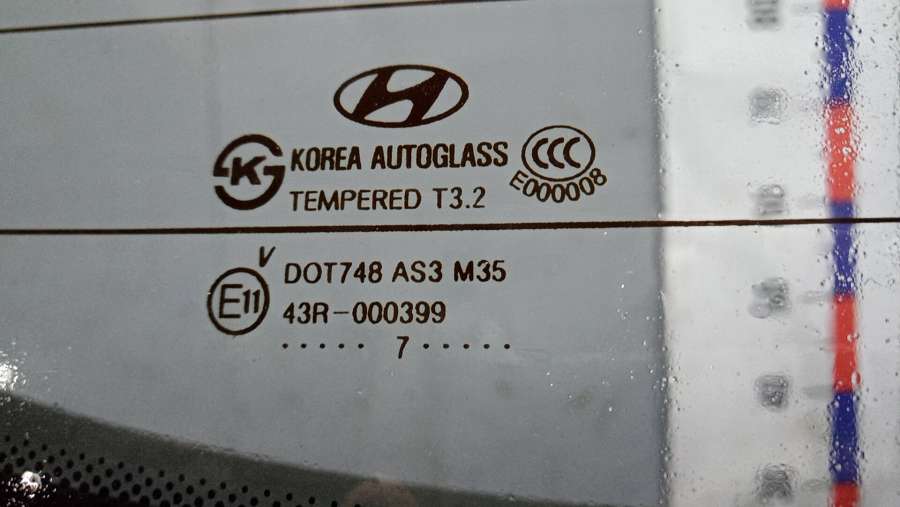 KOREA AUTOGLASS
TEMPERED T3.2
K
CCC
E000008
V
DOT748 AS3 M35
E11
43R-000399
.....7.....